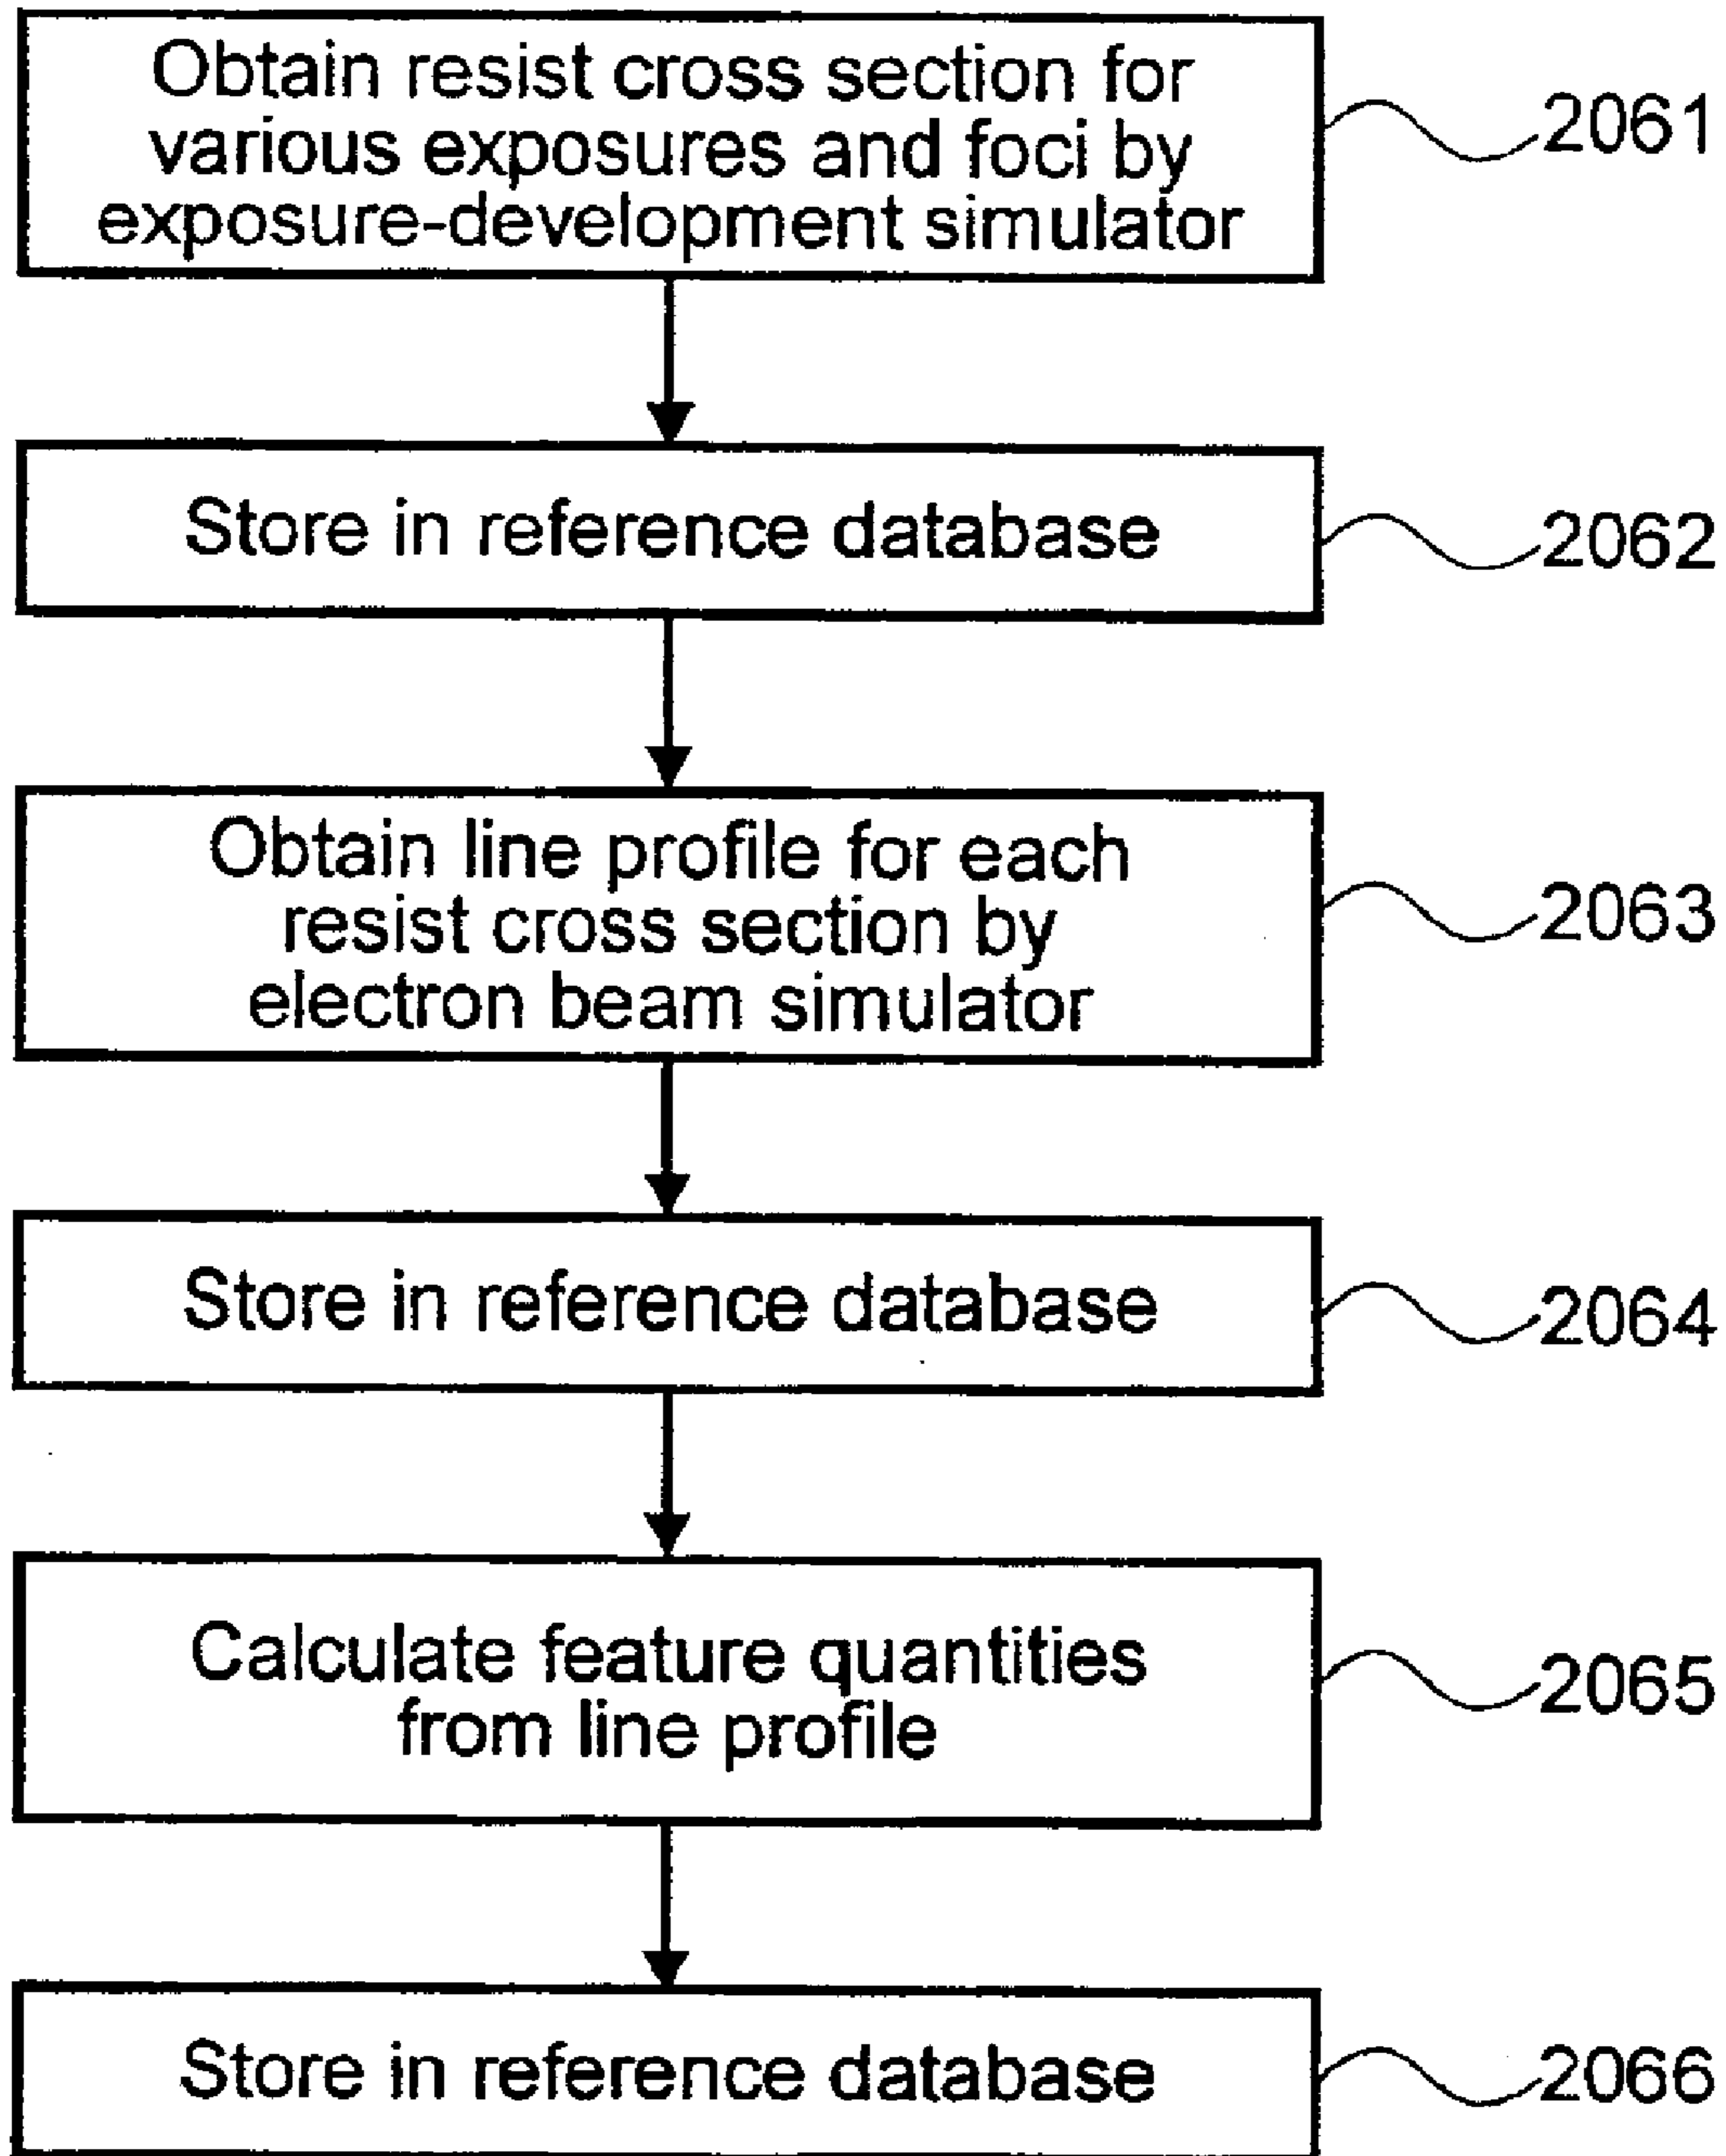 Obtain resist cross section for
various exposures and foci by
exposure-development simulator
2061
Store in reference database
2062
Obtain line profile for each
resist cross section by
electron beam simulator
2063
Store in reference database
2064
Calculate feature quantities
from line profile
2065
Store in reference database
2066